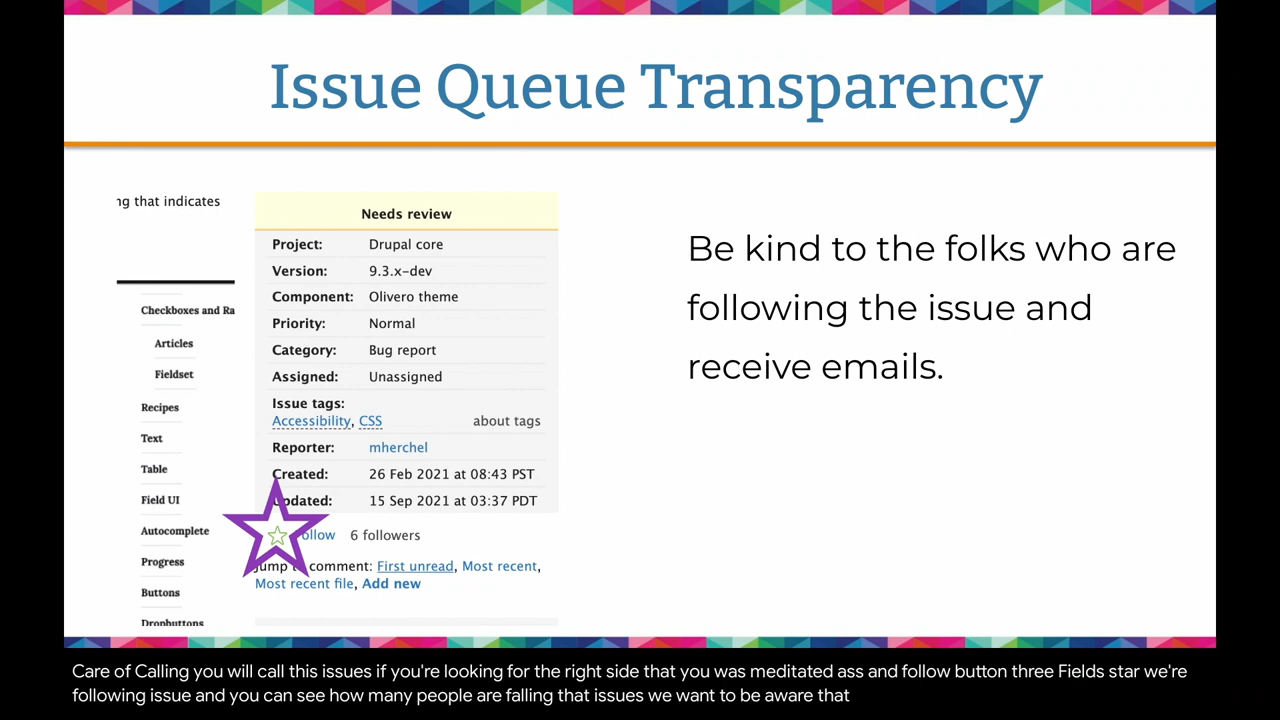 Issue Queue Transparency
ng that indicates
Checkboxes and Ra
Articles
Fieldset
Recipes
Text
Table
Field UI
Autocomplete
Progress
Buttons
Dropbuttons
Needs review
Project: Drupal core
Version: 9.3.x-dev
Component: Olivero theme
Priority: Normal
Category: Bug report
Assigned: Unassigned
Issue tags:
Accessibility, CSS about tags
Reporter: mherchel
Created: 26 Feb 2021 at 08:43 PST
Updated: 15 Sep 2021 at 03:37 PDT
ollow 6 followers
Jump to comment: First unread, Most recent,
Most recent file, Add new
Be kind to the folks who are
following the issue and
receive emails.
Care of Calling you will call this issues if you're looking for the right side that you was meditated ass and follow button three Fields star we're
following issue and you can see how many people are falling that issues we want to be aware that